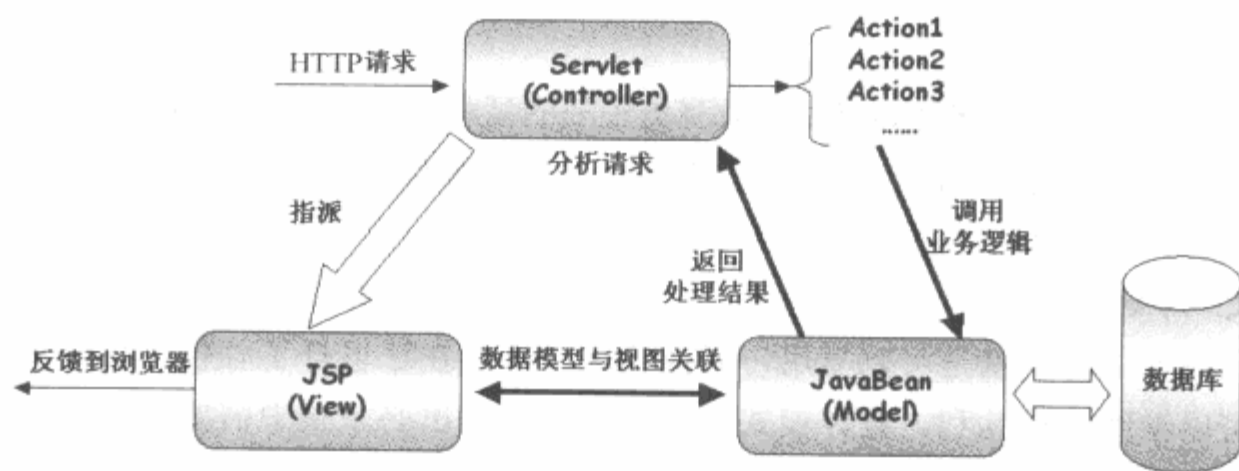 HTTP请求
Servlet
(Controller)
Action1
Action2
Action3
......
分析请求
指派
调用
业务逻辑
返回
处理结果
反馈到浏览器
JSP
(View)
数据模型与视图关联
JavaBean
(Model)
数据库